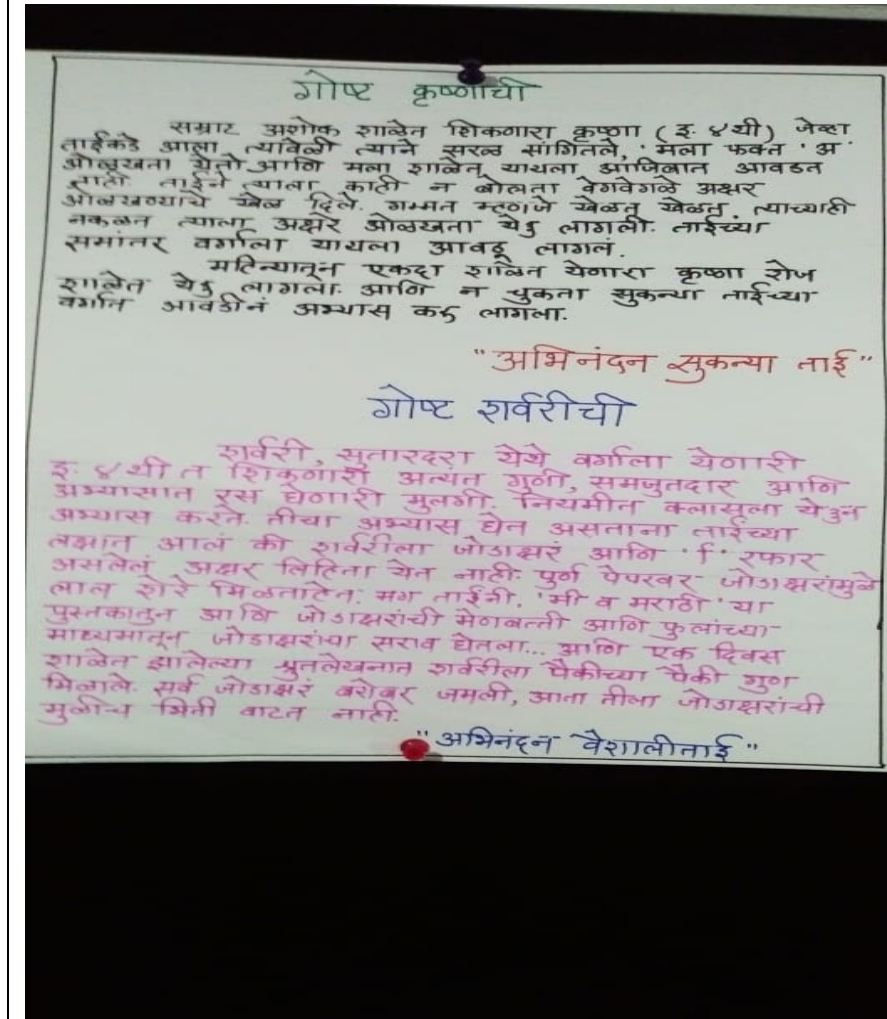 गोष्ट कृष्णाची
सम्राट अशोक शाळेत शिकणारा कृष्णा (इ. ४थी) जेव्हा
ताईकडे आला त्यावेळी त्याने सरळ सांगितले, 'मला फक्त 'अ'
ओळखता येतो आणि मला शाळेत यायला अजिबात आवडत
नाही. ताईने त्याला काही न बोलता वेगवेगळे अक्षर
ओळखण्याचे खेळ दिले. गम्मत म्हणजे खेळत खेळत त्याच्याही
नकळत त्याला अक्षरे ओळखता येऊ लागली. ताईच्या
समांतर वर्गाला यायला आवडू लागलं.
महिन्यातून एकदा शाळेत येणारा कृष्णा रोज
शाळेत येऊ लागला. आणि न चुकता सुकन्या ताईच्या
वर्गात आवडीनं अभ्यास करू लागला.
"अभिनंदन सुकन्या ताई"
गोष्ट शर्वरीची
शर्वरी, सुतारदरा येथे वर्गाला येणारी
इ. ४थी त शिकणारी अत्यंत गुणी, समजुतदार आणि
अभ्यासात रस घेणारी मुलगी. नियमीत क्लासला येऊन
अभ्यास करते. तीचा अभ्यास घेत असताना ताईच्या
लक्षात आलं की शर्वरीला जोडाक्षरं आणि 'र्' रफार
असलेलं अक्षर लिहिता येत नाही. पुर्ण पेपरवर जोडाक्षरांमुळे
लाल शेरे मिळतातेत. मग ताईनी, 'मी व मराठी' या
पुस्तकातुन आणि जोडाक्षरांची मेणबत्ती आणि फुलांच्या
माध्यमातून जोडाक्षरांचा सराव घेतला... आणि एक दिवस
शाळेत झालेल्या श्रुतलेखनात शर्वरीला पैकीच्या पैकी गुण
मिळाले. सर्व जोडाक्षरं बरोबर जमली, आता तीला जोडाक्षरांची
मुळीच भिती वाटत नाही.
"अभिनंदन वैशालीताई"